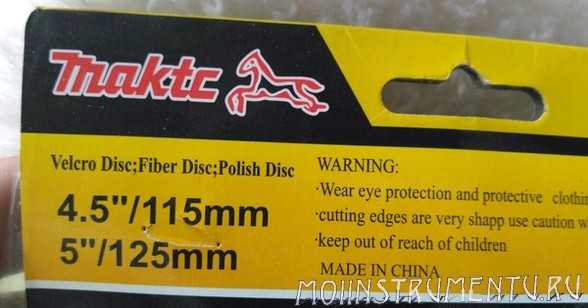 maktc
Velcro Disc;Fiber Disc;Polish Disc
4.5"/115mm
5"/125mm
WARNING:
·Wear eye protection and protective clothin
·cutting edges are very shapp use caution w
·keep out of reach of children
MADE IN CHINA
MOIINSTRUMENTU.RU